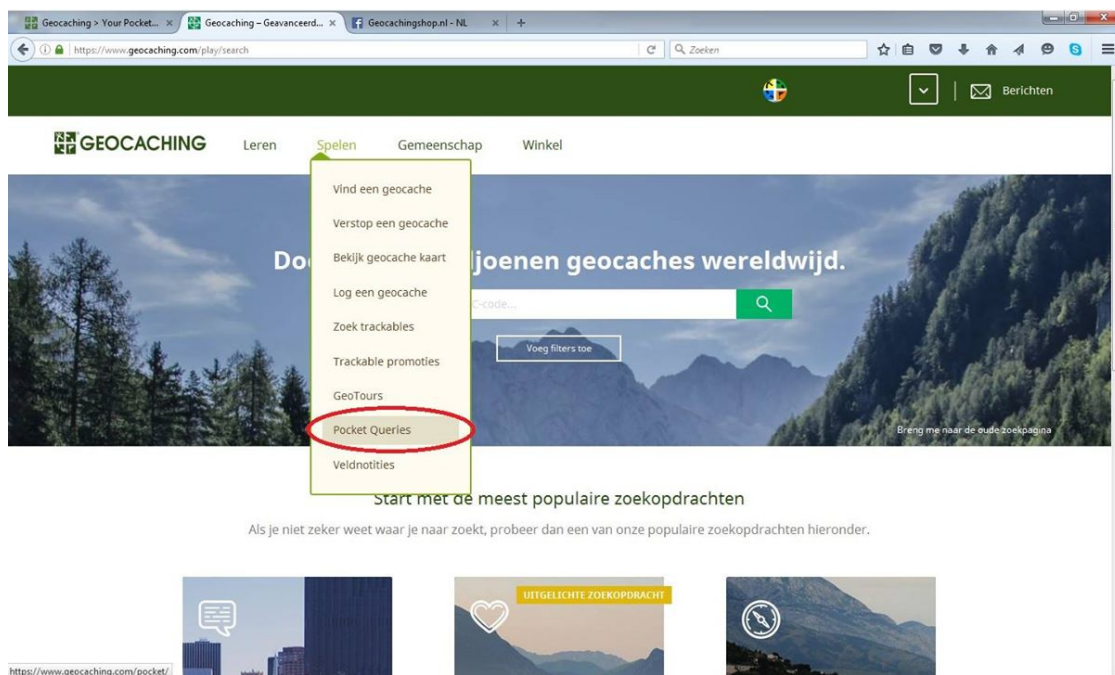 Geocaching > Your Pocket...
Geocaching – Geavanceerd...
Geocachingshop.nl - NL
https://www.geocaching.com/play/search
Zoeken
Berichten
GEOCACHING
Leren
Spelen
Gemeenschap
Winkel
Vind een geocache
Verstop een geocache
Bekijk geocache kaart
Log een geocache
Zoek trackables
Trackable promoties
GeoTours
Pocket Queries
Veldnotities
Do joenen geocaches wereldwijd.
C-code...
Voeg filters toe
Breng me naar de oude zoekpagina
Start met de meest populaire zoekopdrachten
Als je niet zeker weet waar je naar zoekt, probeer dan een van onze populaire zoekopdrachten hieronder.
UITGELICHTE ZOEKOPDRACHT
https://www.geocaching.com/pocket/